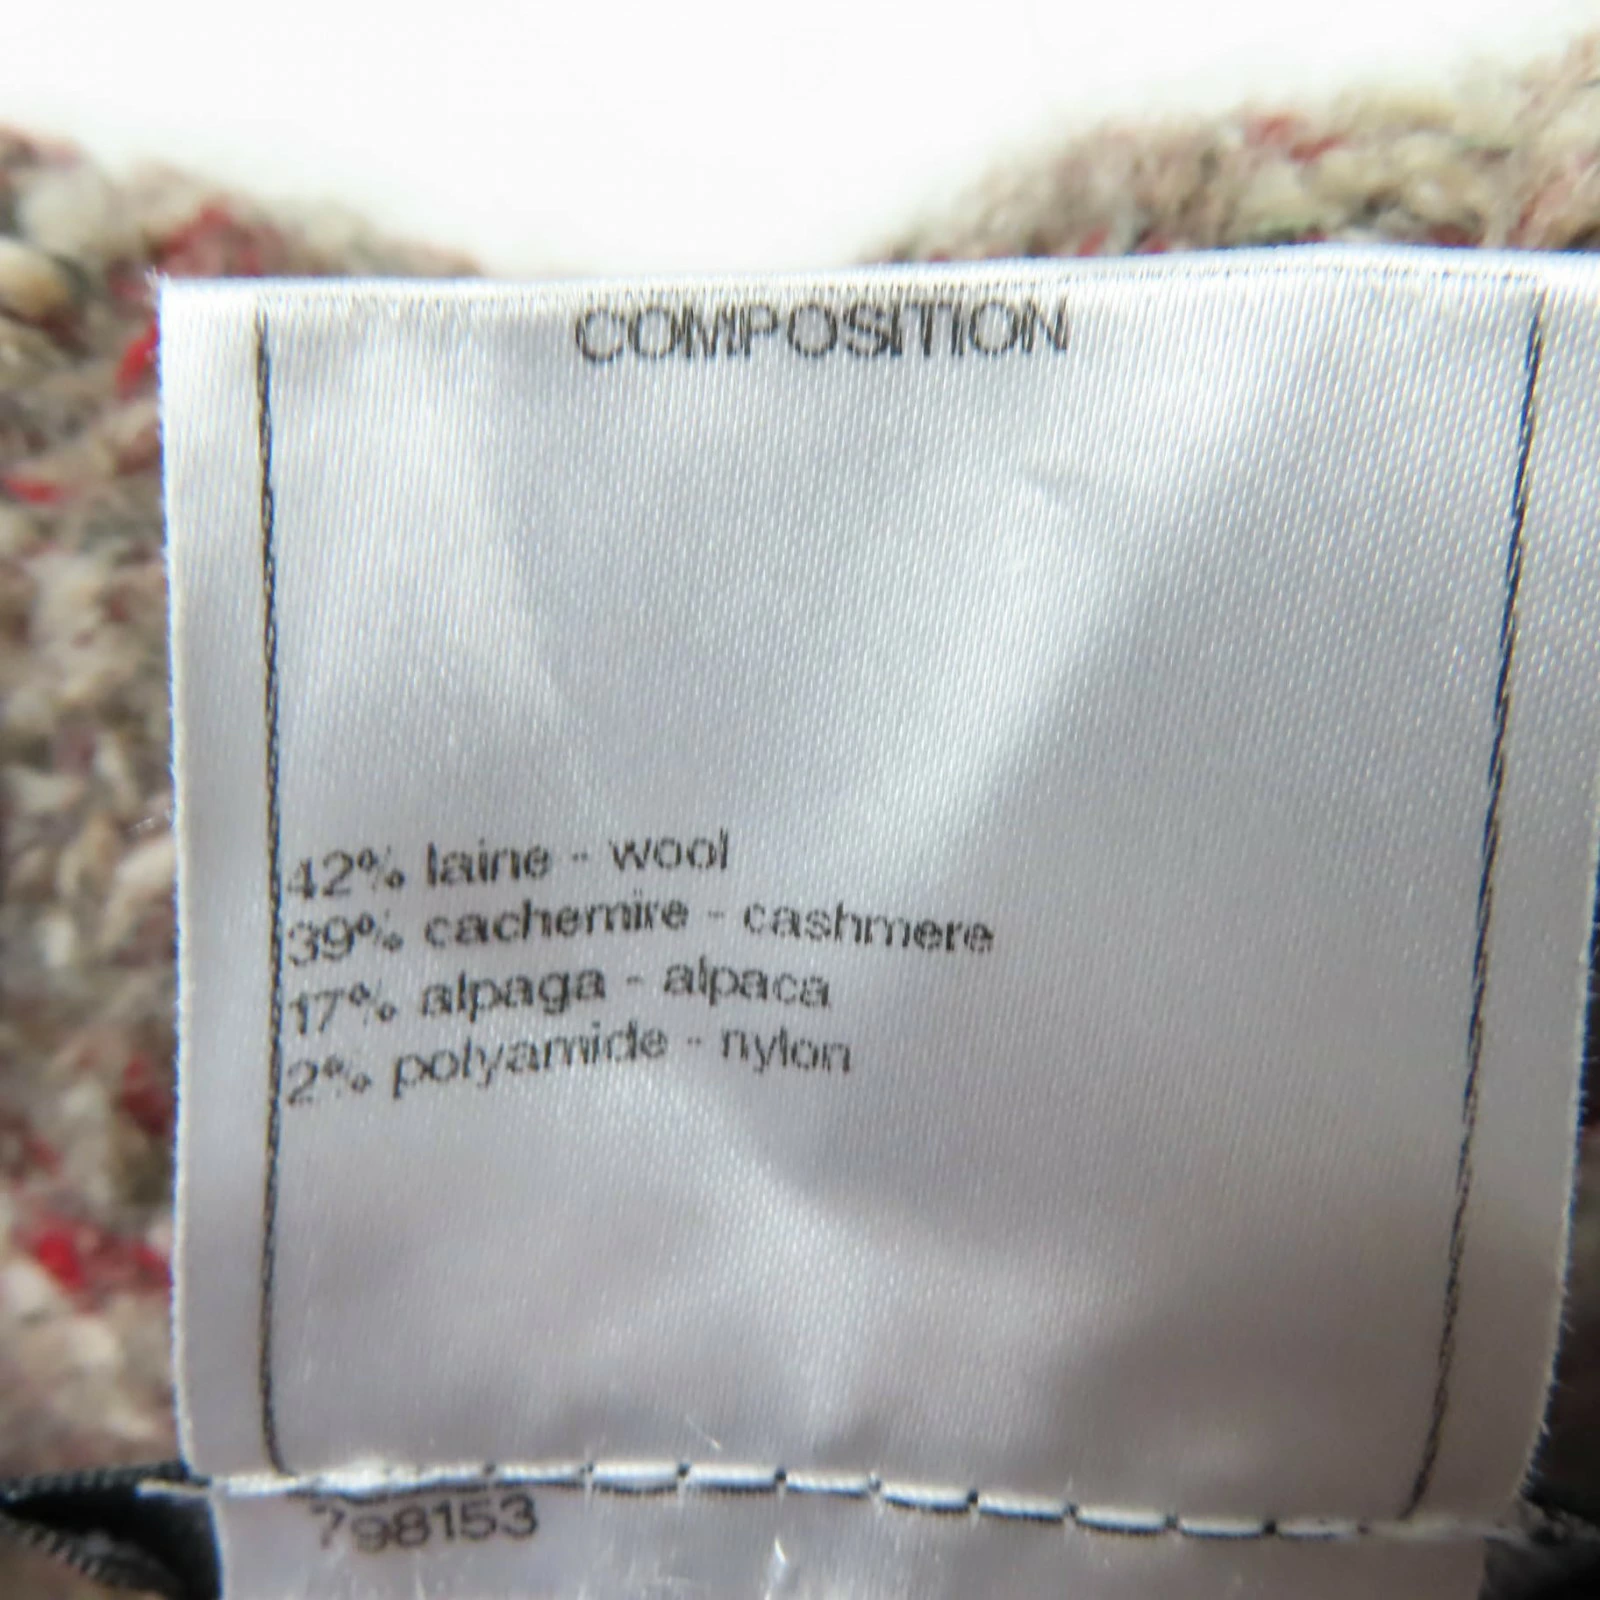 COMPOSITION
42% laine - wool
39% cachemire - cashmere
17% alpaga - alpaca
2% polyamide - nylon
798153